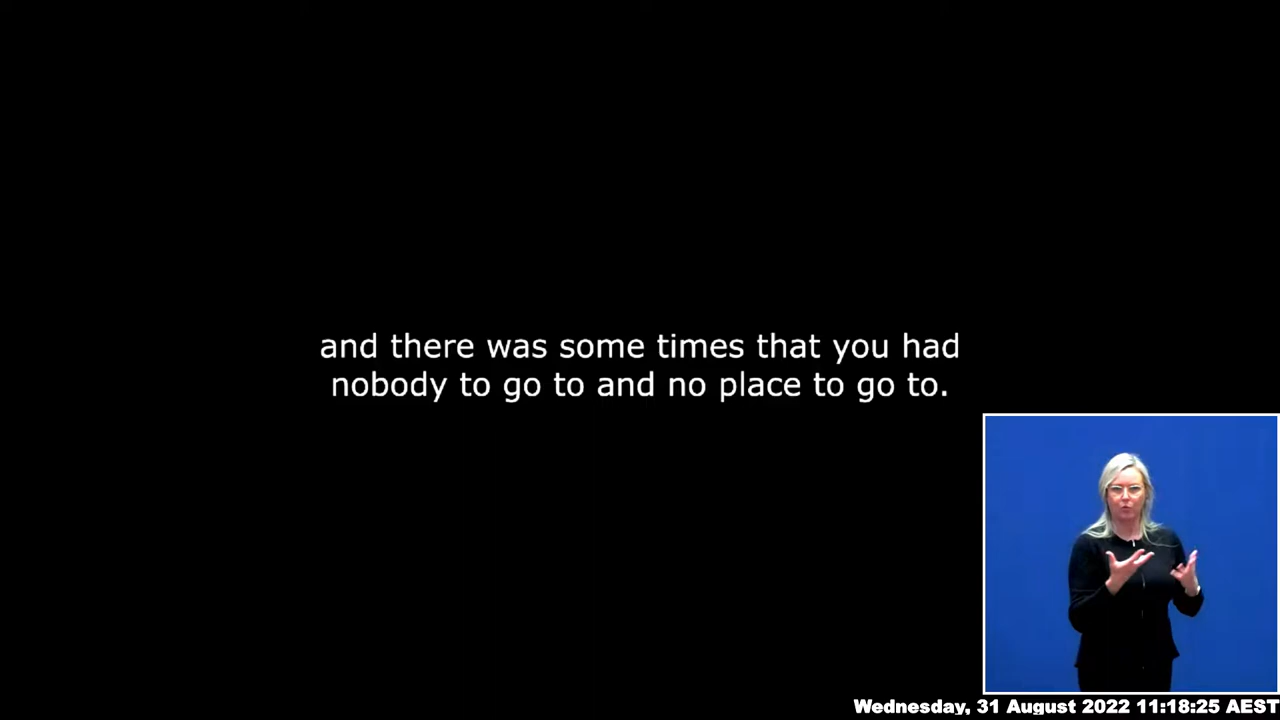 and there was some times that you had
nobody to go to and no place to go to.
Wednesday, 31 August 2022 11:18:25 AEST